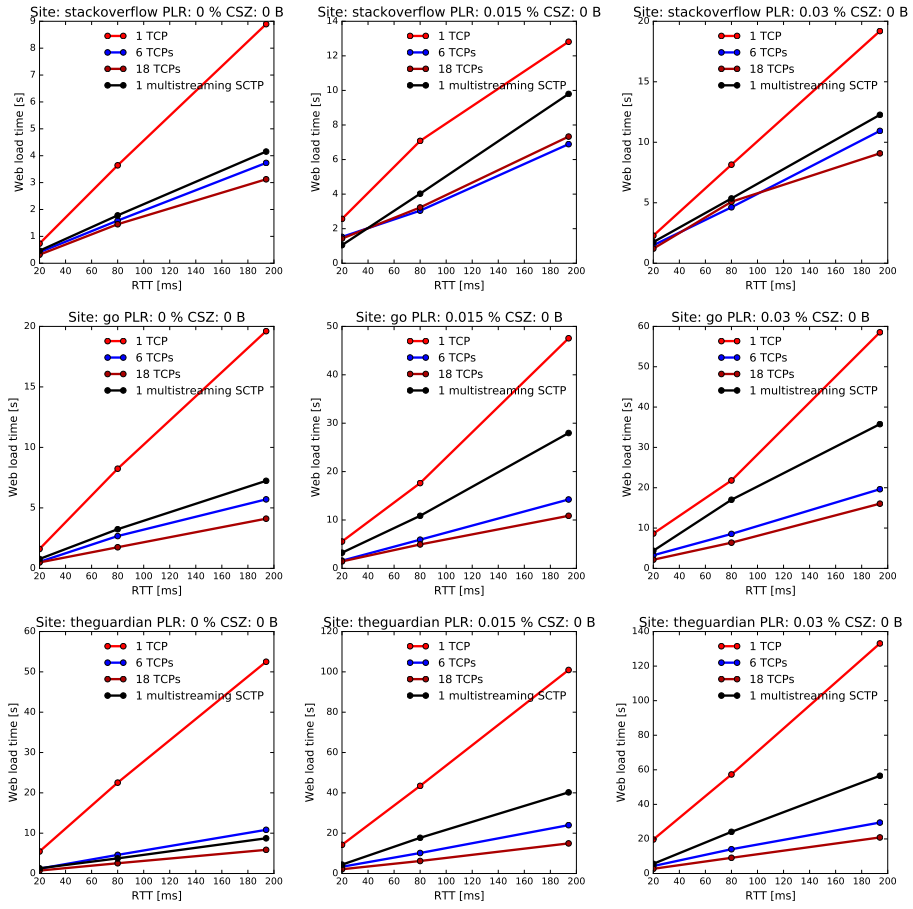 Site: stackoverflow PLR: 0 % CSZ: 0 B
Web load time [s]
9
8
7
6
5
4
3
2
1
0
1 TCP
6 TCPs
18 TCPs
1 multistreaming SCTP
20 40 60 80 100 120 140 160 180 200
RTT [ms]
Site: stackoverflow PLR: 0.015 % CSZ: 0 B
Web load time [s]
14
12
10
8
6
4
2
0
1 TCP
6 TCPs
18 TCPs
1 multistreaming SCTP
20 40 60 80 100 120 140 160 180 200
RTT [ms]
Site: stackoverflow PLR: 0.03 % CSZ: 0 B
Web load time [s]
20
15
10
5
0
1 TCP
6 TCPs
18 TCPs
1 multistreaming SCTP
20 40 60 80 100 120 140 160 180 200
RTT [ms]
Site: go PLR: 0 % CSZ: 0 B
Web load time [s]
20
15
10
5
0
1 TCP
6 TCPs
18 TCPs
1 multistreaming SCTP
20 40 60 80 100 120 140 160 180 200
RTT [ms]
Site: go PLR: 0.015 % CSZ: 0 B
Web load time [s]
50
40
30
20
10
0
1 TCP
6 TCPs
18 TCPs
1 multistreaming SCTP
20 40 60 80 100 120 140 160 180 200
RTT [ms]
Site: go PLR: 0.03 % CSZ: 0 B
Web load time [s]
60
50
40
30
20
10
0
1 TCP
6 TCPs
18 TCPs
1 multistreaming SCTP
20 40 60 80 100 120 140 160 180 200
RTT [ms]
Site: theguardian PLR: 0 % CSZ: 0 B
Web load time [s]
60
50
40
30
20
10
0
1 TCP
6 TCPs
18 TCPs
1 multistreaming SCTP
20 40 60 80 100 120 140 160 180 200
RTT [ms]
Site: theguardian PLR: 0.015 % CSZ: 0 B
Web load time [s]
120
100
80
60
40
20
0
1 TCP
6 TCPs
18 TCPs
1 multistreaming SCTP
20 40 60 80 100 120 140 160 180 200
RTT [ms]
Site: theguardian PLR: 0.03 % CSZ: 0 B
Web load time [s]
140
120
100
80
60
40
20
0
1 TCP
6 TCPs
18 TCPs
1 multistreaming SCTP
20 40 60 80 100 120 140 160 180 200
RTT [ms]